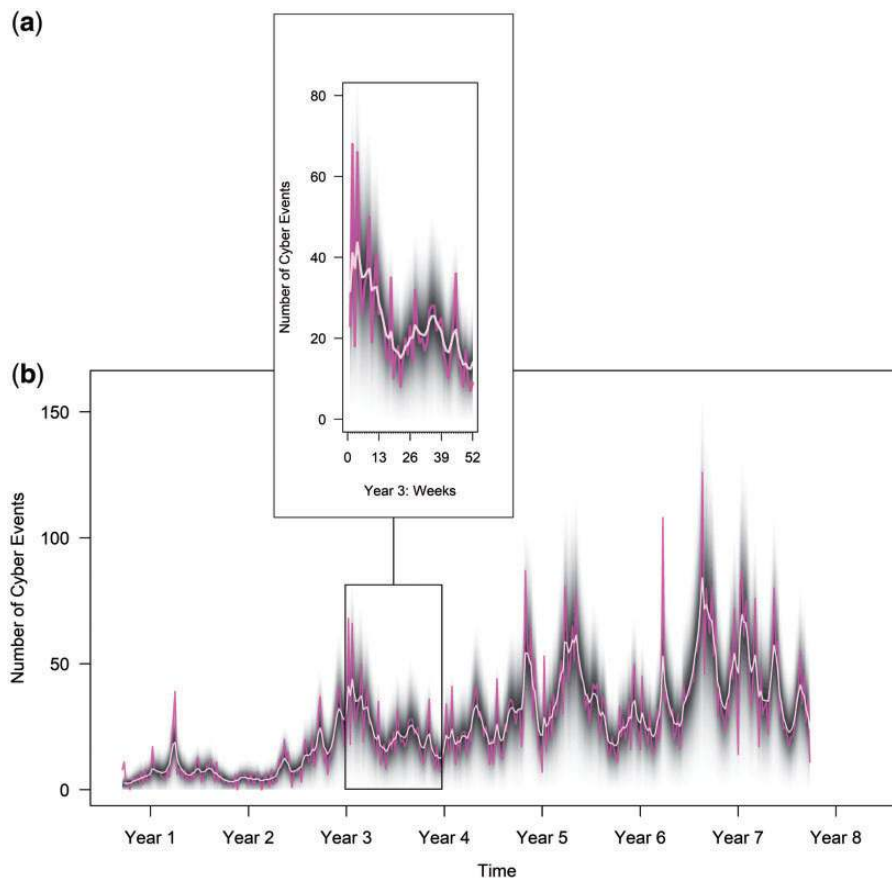 (a)
80
60
40
20
0
Number of Cyber Events
0 13 26 39 52
Year 3: Weeks
(b)
150
100
50
0
Number of Cyber Events
Year 1 Year 2 Year 3 Year 4 Year 5 Year 6 Year 7 Year 8
Time